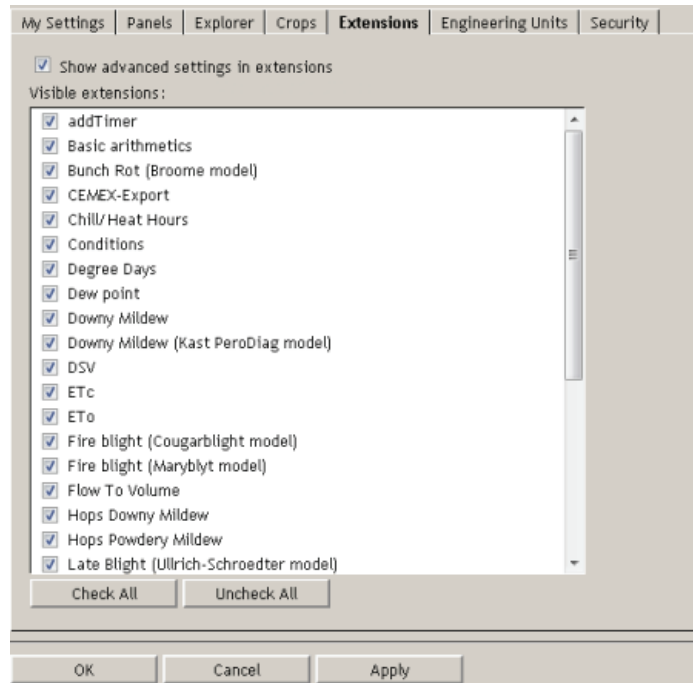 My Settings Panels Explorer Crops Extensions Engineering Units Security
Show advanced settings in extensions
Visible extensions:
addTimer
Basic arithmetics
Bunch Rot (Broome model)
CEMEX-Export
Chill/Heat Hours
Conditions
Degree Days
Dew point
Downy Mildew
Downy Mildew (Kast PeroDiag model)
DSV
ETc
ETo
Fire blight (Cougarblight model)
Fire blight (Maryblyt model)
Flow To Volume
Hops Downy Mildew
Hops Powdery Mildew
Late Blight (Ullrich-Schroedter model)
Check All Uncheck All
OK Cancel Apply